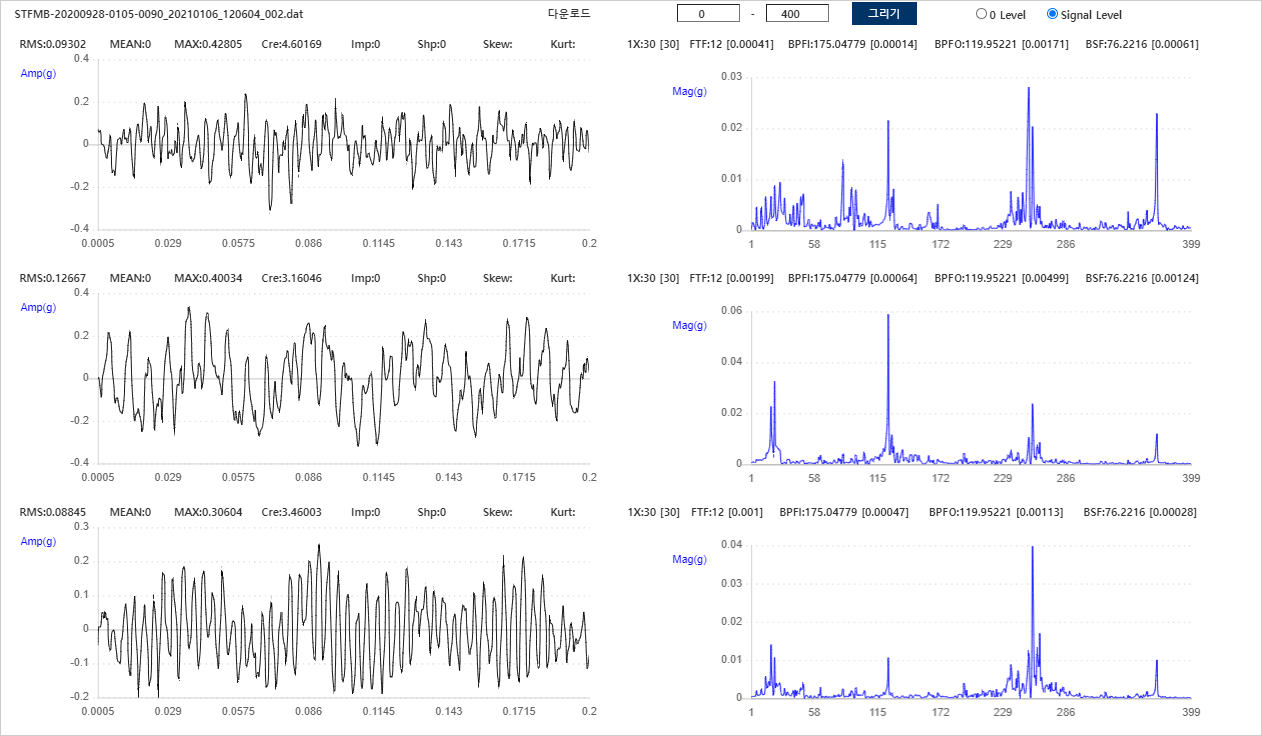 STFMB-20200928-0105-0090_20210106_120604_002.dat 다운로드 0 - 400 그리기 0 Level Signal Level
RMS:0.09302 MEAN:0 MAX:0.42805 Cre:4.60169 Imp:0 Shp:0 Skew: Kurt:
Amp(g)
0.4
0.2
0
-0.2
-0.4
0.0005 0.029 0.0575 0.086 0.1145 0.143 0.1715 0.2
1X:30 [30] FTF:12 [0.00041] BPFI:175.04779 [0.00014] BPFO:119.95221 [0.00171] BSF:76.2216 [0.00061]
Mag(g)
0.03
0.02
0.01
0
1 58 115 172 229 286 399
RMS:0.12667 MEAN:0 MAX:0.40034 Cre:3.16046 Imp:0 Shp:0 Skew: Kurt:
Amp(g)
0.4
0.2
0
-0.2
-0.4
0.0005 0.029 0.0575 0.086 0.1145 0.143 0.1715 0.2
1X:30 [30] FTF:12 [0.00199] BPFI:175.04779 [0.00064] BPFO:119.95221 [0.00499] BSF:76.2216 [0.00124]
Mag(g)
0.06
0.04
0.02
0
1 58 115 172 229 286 399
RMS:0.08845 MEAN:0 MAX:0.30604 Cre:3.46003 Imp:0 Shp:0 Skew: Kurt:
Amp(g)
0.3
0.2
0.1
0
-0.1
-0.2
0.0005 0.029 0.0575 0.086 0.1145 0.143 0.1715 0.2
1X:30 [30] FTF:12 [0.001] BPFI:175.04779 [0.00047] BPFO:119.95221 [0.00113] BSF:76.2216 [0.00028]
Mag(g)
0.04
0.03
0.02
0.01
0
1 58 115 172 229 286 399